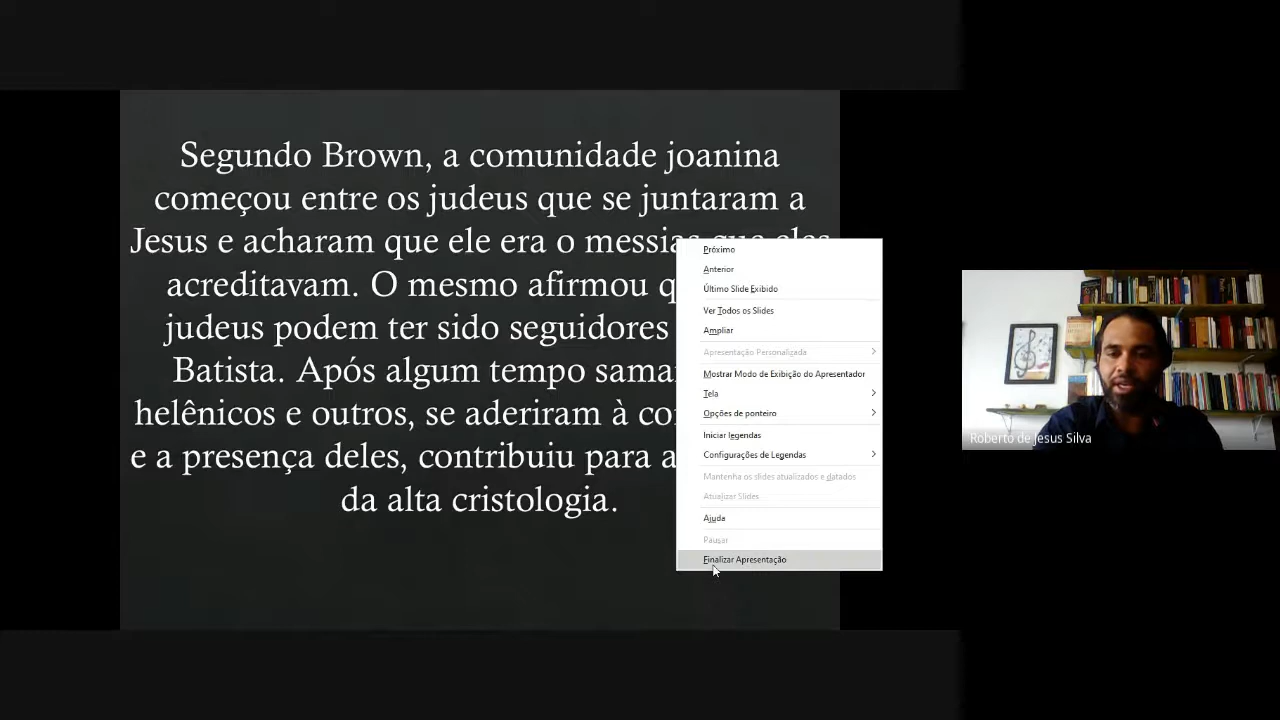 Segundo Brown, a comunidade joanina
começou entre os judeus que se juntaram a
Jesus e acharam que ele era o messias que eles
acreditavam. O mesmo afirmou
judeus podem ter sido seguidores
Batista. Após algum tempo
helênicos e outros, se aderiram à
e a presença deles, contribuiu para a
da alta cristologia.
Próximo
Anterior
Último Slide Exibido
Ver Todos os Slides
Ampliar
Apresentação Personalizada
Mostrar Modo de Exibição do Apresentador
Tela
Opções de ponteiro
Iniciar legendas
Configurações de Legendas
Mantenha os slides atualizados e datados
Atualizar Slides
Ajuda
Pausar
Finalizar Apresentação
Roberto de Jesus Silva